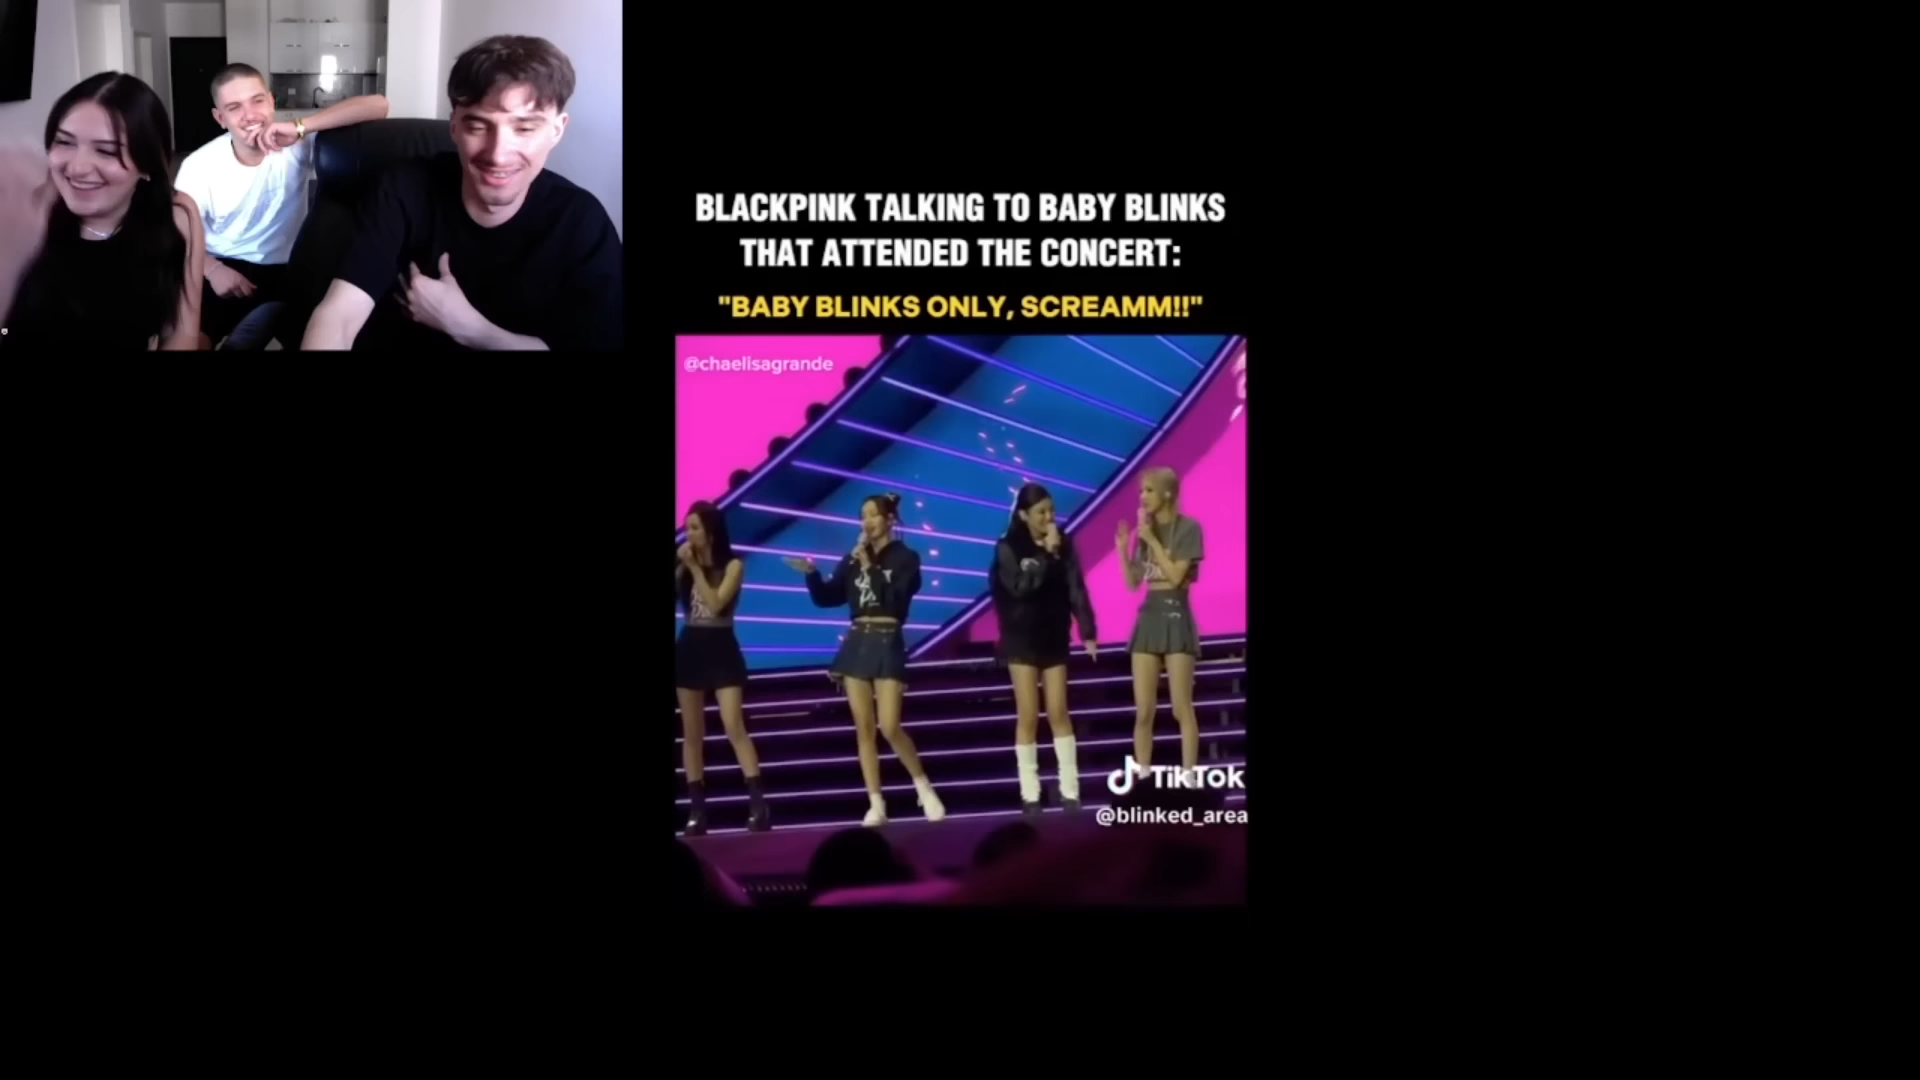 BLACKPINK TALKING TO BABY BLINKS
THAT ATTENDED THE CONCERT:
"BABY BLINKS ONLY, SCREAMM!!"
@chaelisagrande
TikTok
@blinked_area